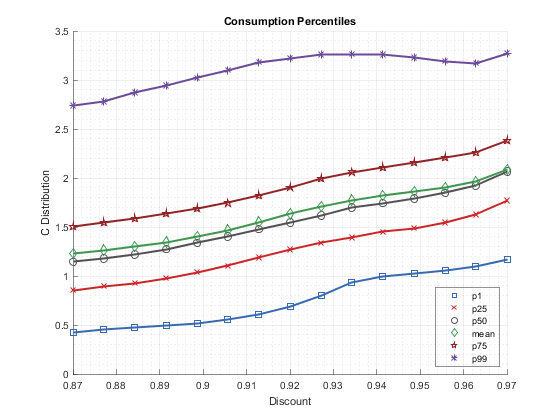 Consumption Percentiles
3.5
3
2.5
2
1.5
1
0.5
0
C Distribution
0.87
0.88
0.89
0.9
0.91
0.92
0.93
0.94
0.95
0.96
0.97
Discount
p1
p25
p50
mean
p75
p99